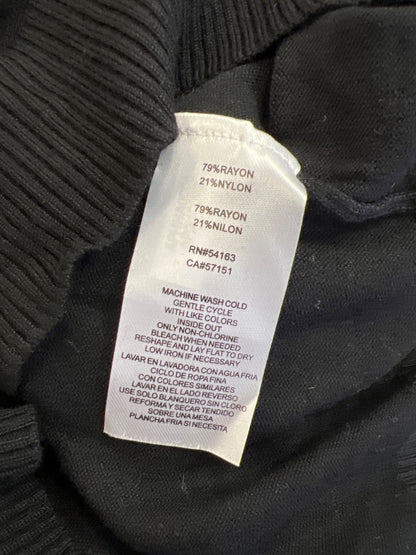 79%RAYON
21%NYLON
79%RAYON
21%NILON
RN#54163
CA#57151
MACHINE WASH COLD
GENTLE CYCLE
WITH LIKE COLORS
INSIDE OUT
ONLY NON-CHLORINE
BLEACH WHEN NEEDED
RESHAPE AND LAY FLAT TO DRY
LOW IRON IF NECESSARY
LAVAR EN LAVADORA CON AGUA FRIA
CICLO DE ROPA FINA
CON COLORES SIMILARES
LAVAR EN EL LADO REVERSO
USE SOLO BLANQUERO SIN CLORO
REFORMA Y SECAR TENDIDO
SOBRE UNA MESA
PLANCHA FRIA SI NECESITA